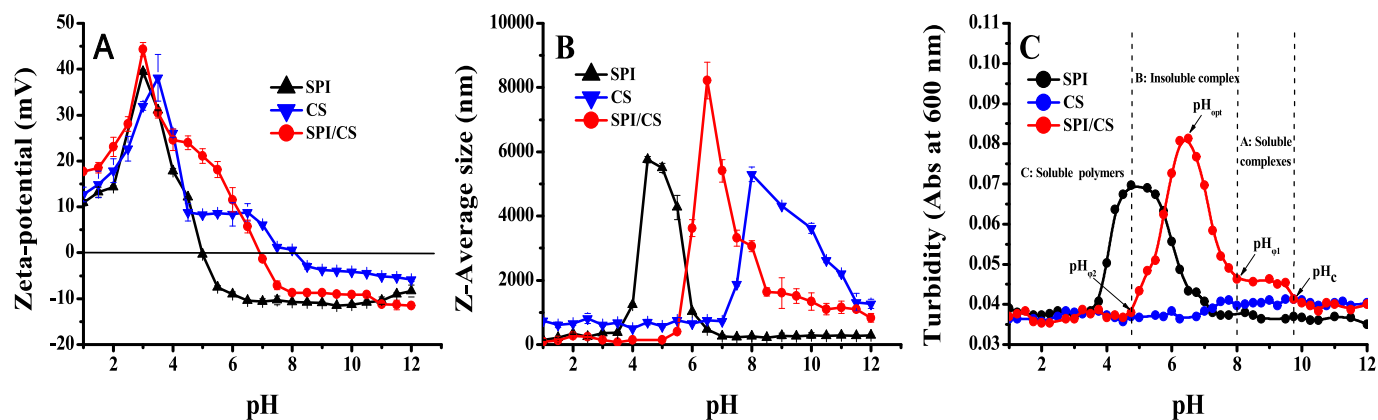 A
Zeta-potential (mV)
50
40
30
20
10
0
-10
-20
SPI
CS
SPI/CS
2
4
6
8
10
12
pH
B
Z-Average size (nm)
10000
8000
6000
4000
2000
0
SPI
CS
SPI/CS
2
4
6
8
10
12
pH
C
Turbidity (Abs at 600 nm)
0.11
0.10
0.09
0.08
0.07
0.06
0.05
0.04
0.03
SPI
CS
SPI/CS
B: Insoluble complex
pHopt
A: Soluble
complexes
C: Soluble polymers
pHφ2
pHφ1
pHC
2
4
6
8
10
12
pH